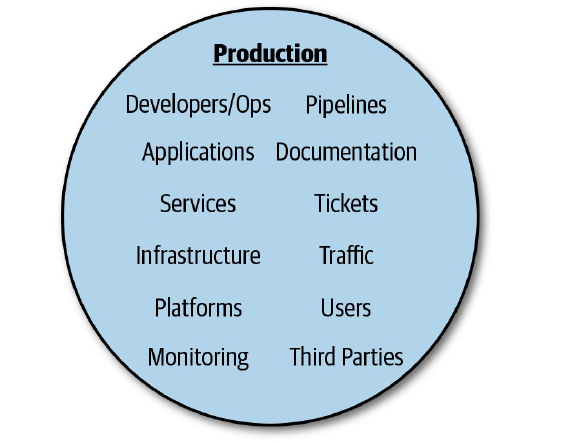 Production
Developers/Ops Pipelines
Applications Documentation
Services Tickets
Infrastructure Traffic
Platforms Users
Monitoring Third Parties